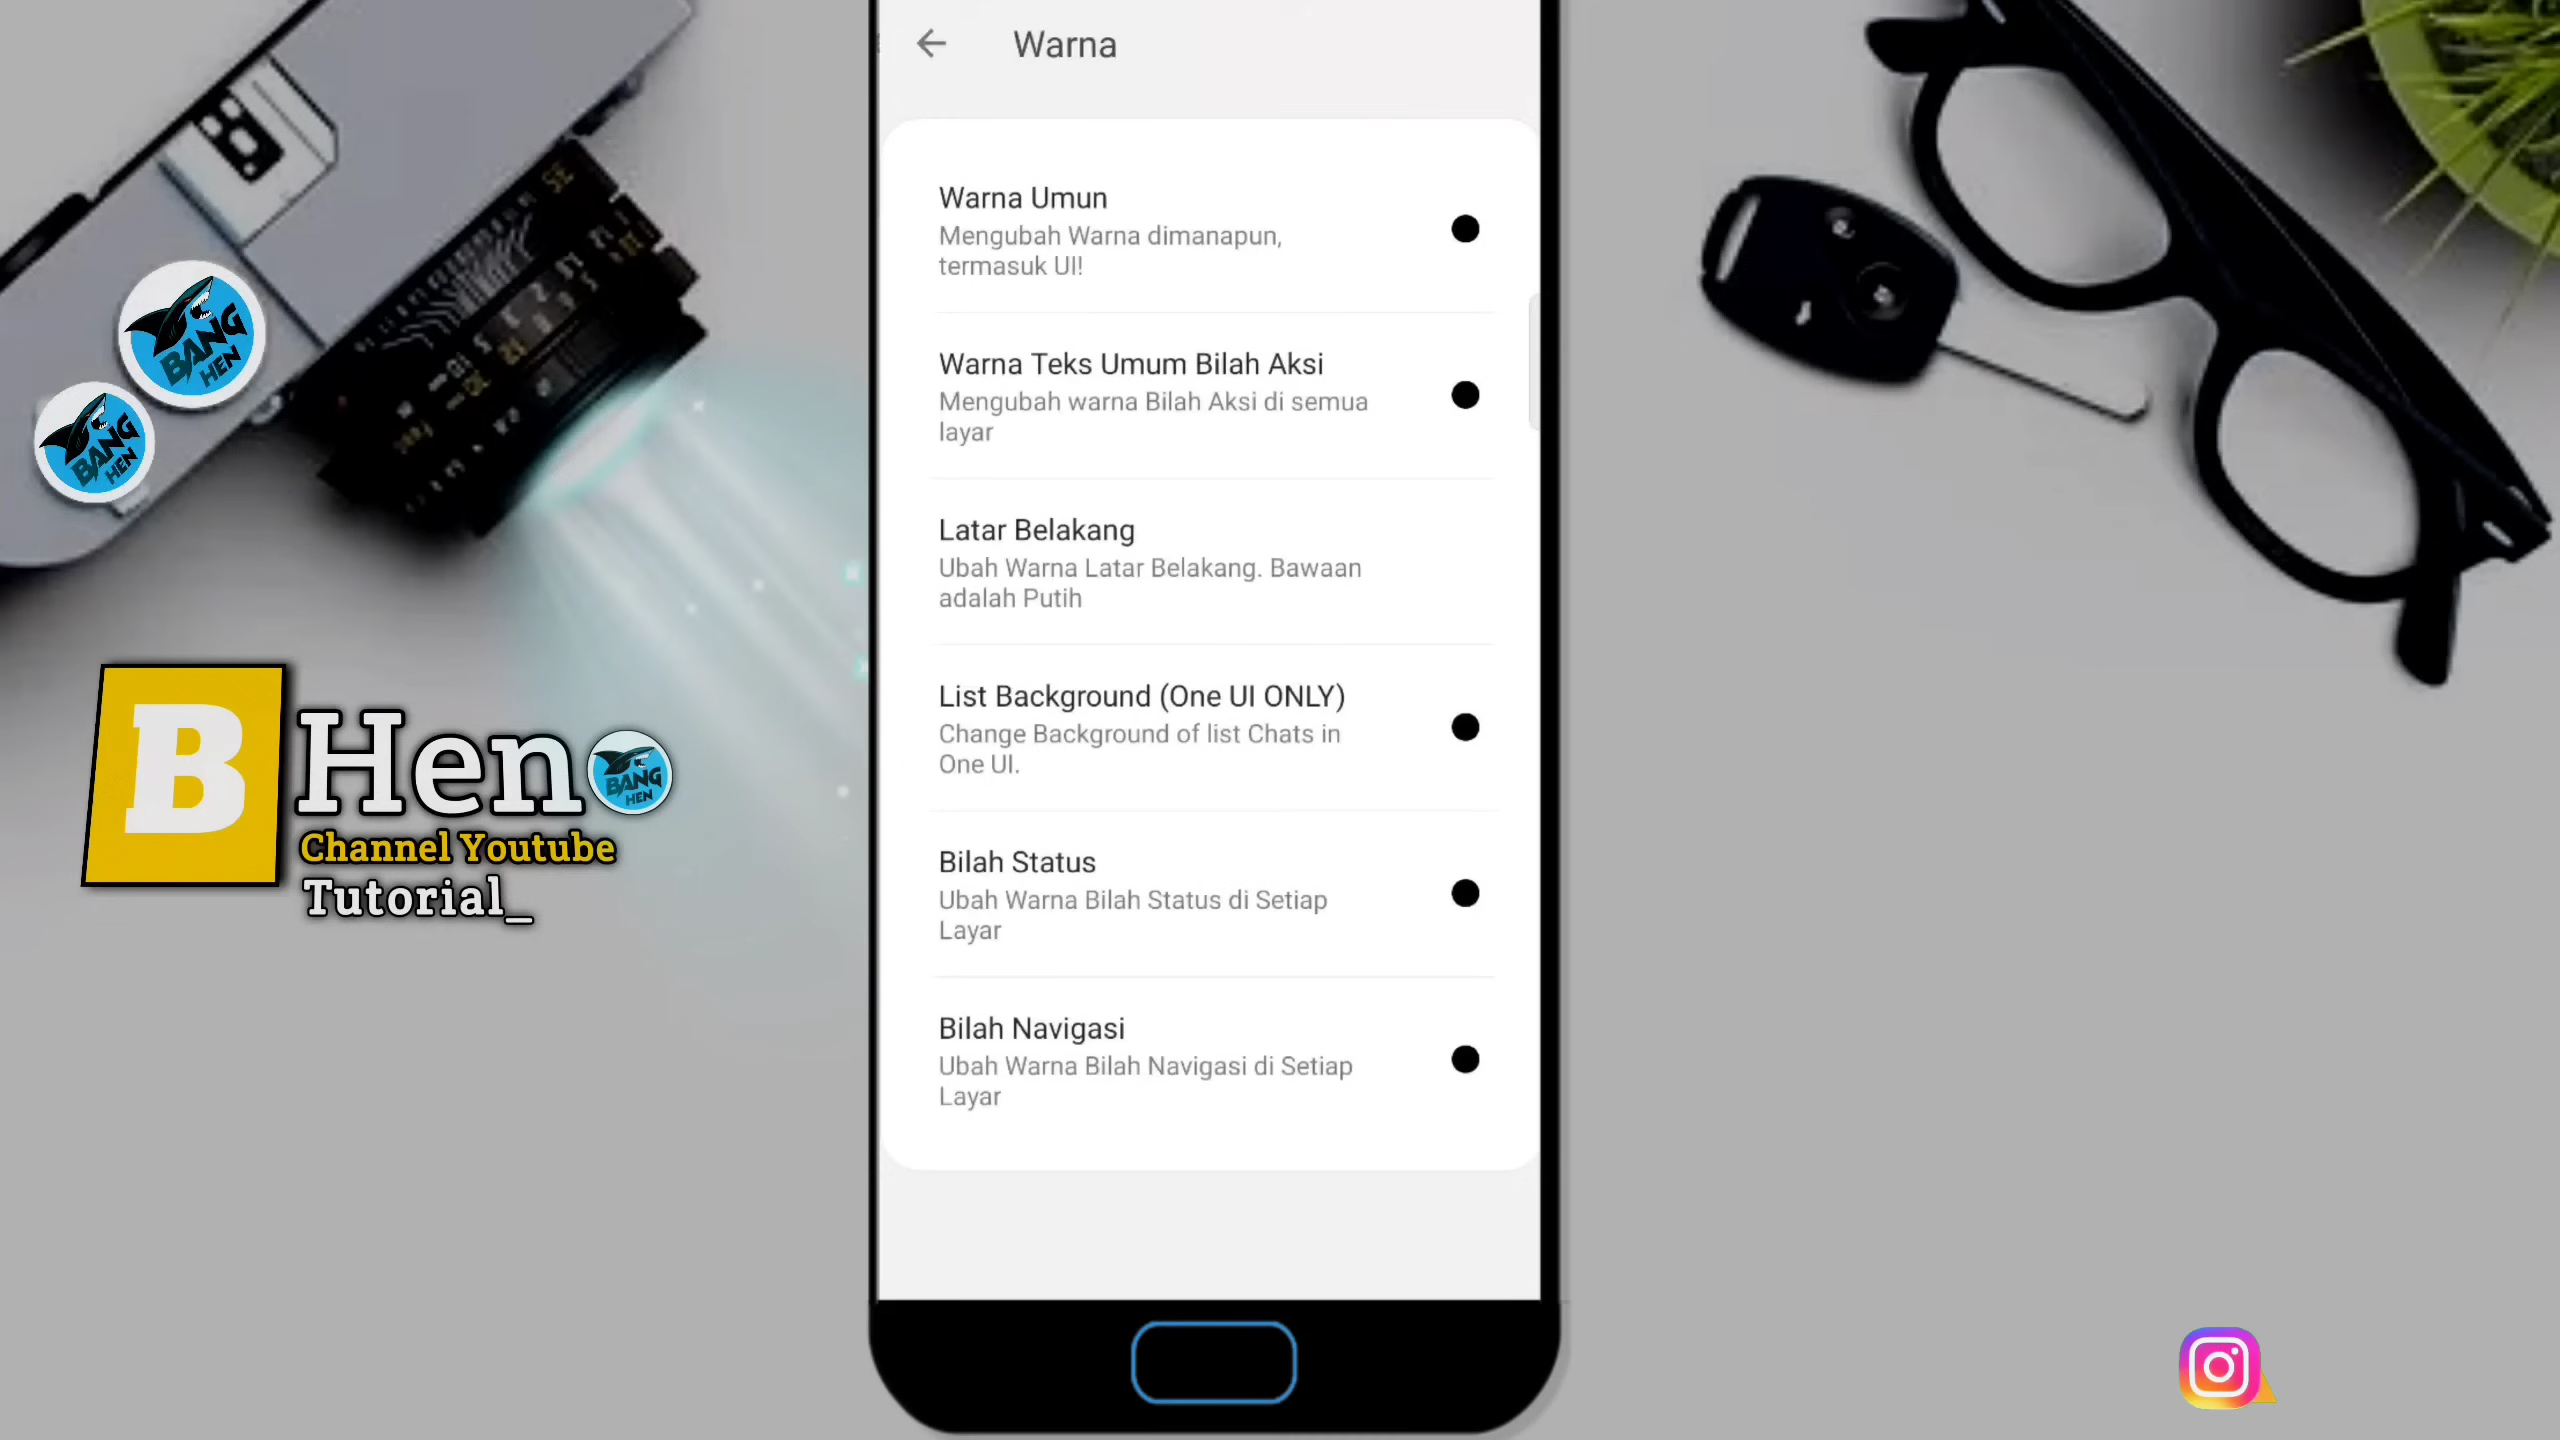 Warna
Warna Umun
Mengubah Warna dimanapun,
termasuk UI!
Warna Teks Umum Bilah Aksi
Mengubah warna Bilah Aksi di semua
layar
Latar Belakang
Ubah Warna Latar Belakang. Bawaan
adalah Putih
List Background (One UI ONLY)
Change Background of list Chats in
One UI.
Bilah Status
Ubah Warna Bilah Status di Setiap
Layar
Bilah Navigasi
Ubah Warna Bilah Navigasi di Setiap
Layar
BANG
HEN
BANG
HEN
B Hen
BANG
HEN
Channel Youtube
Tutorial_